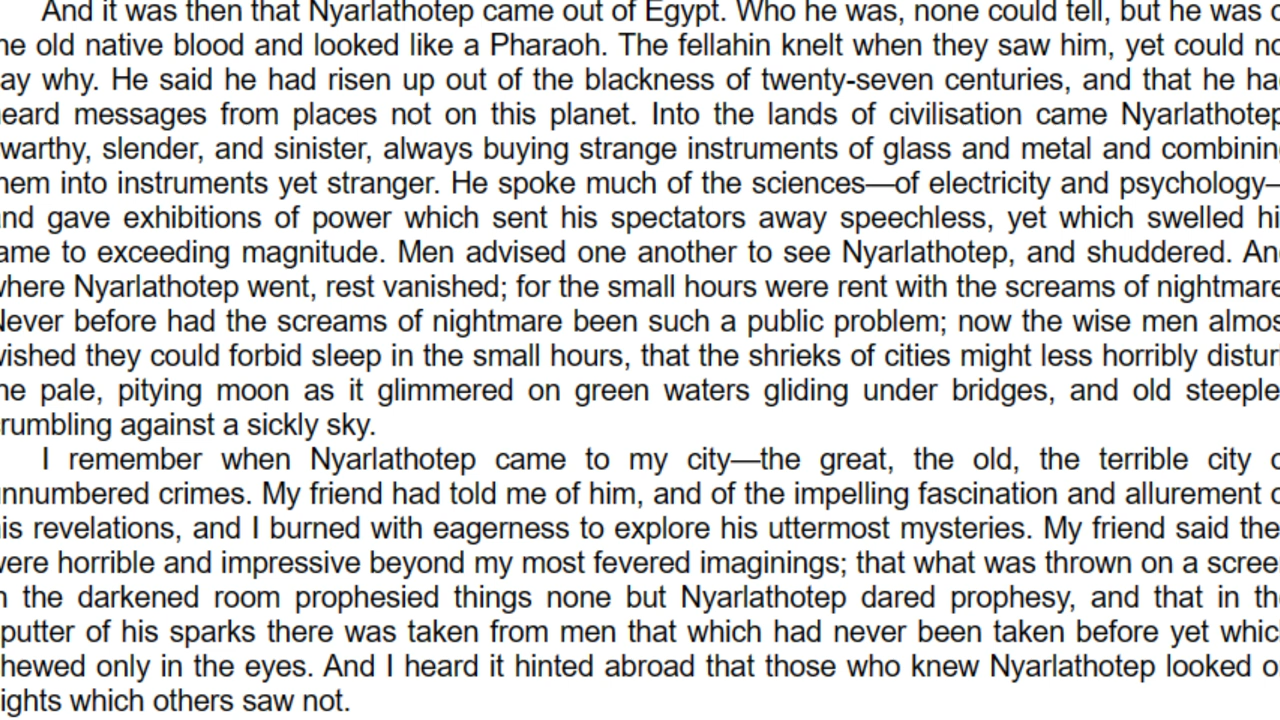 And it was then that Nyarlathotep came out of Egypt. Who he was, none could tell, but he was
he old native blood and looked like a Pharaoh. The fellahin knelt when they saw him, yet could no
ay why. He said he had risen up out of the blackness of twenty-seven centuries, and that he had
heard messages from places not on this planet. Into the lands of civilisation came Nyarlathotep
warthy, slender, and sinister, always buying strange instruments of glass and metal and combining
hem into instruments yet stranger. He spoke much of the sciences—of electricity and psychology—
and gave exhibitions of power which sent his spectators away speechless, yet which swelled hi
ame to exceeding magnitude. Men advised one another to see Nyarlathotep, and shuddered. And
where Nyarlathotep went, rest vanished; for the small hours were rent with the screams of nightmare
Never before had the screams of nightmare been such a public problem; now the wise men almos
wished they could forbid sleep in the small hours, that the shrieks of cities might less horribly distur
he pale, pitying moon as it glimmered on green waters gliding under bridges, and old steeple
crumbling against a sickly sky.
I remember when Nyarlathotep came to my city—the great, the old, the terrible city
unnumbered crimes. My friend had told me of him, and of the impelling fascination and allurement
his revelations, and I burned with eagerness to explore his uttermost mysteries. My friend said the
were horrible and impressive beyond my most fevered imaginings; that what was thrown on a scree
n the darkened room prophesied things none but Nyarlathotep dared prophesy, and that in the
putter of his sparks there was taken from men that which had never been taken before yet whic
hewed only in the eyes. And I heard it hinted abroad that those who knew Nyarlathotep looked o
ights which others saw not.